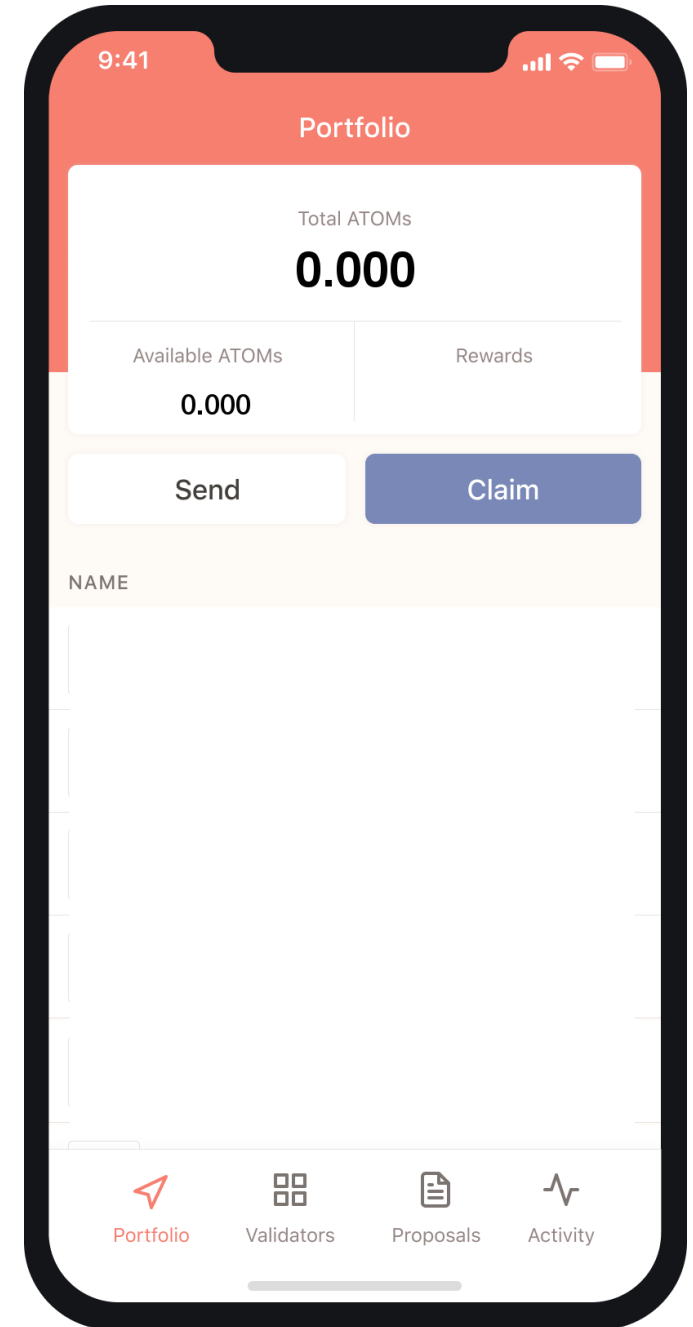 9:41
Portfolio
Total ATOMs
0.000
Available ATOMs
Rewards
0.000
Send
Claim
NAME
Portfolio
Validators
Proposals
Activity